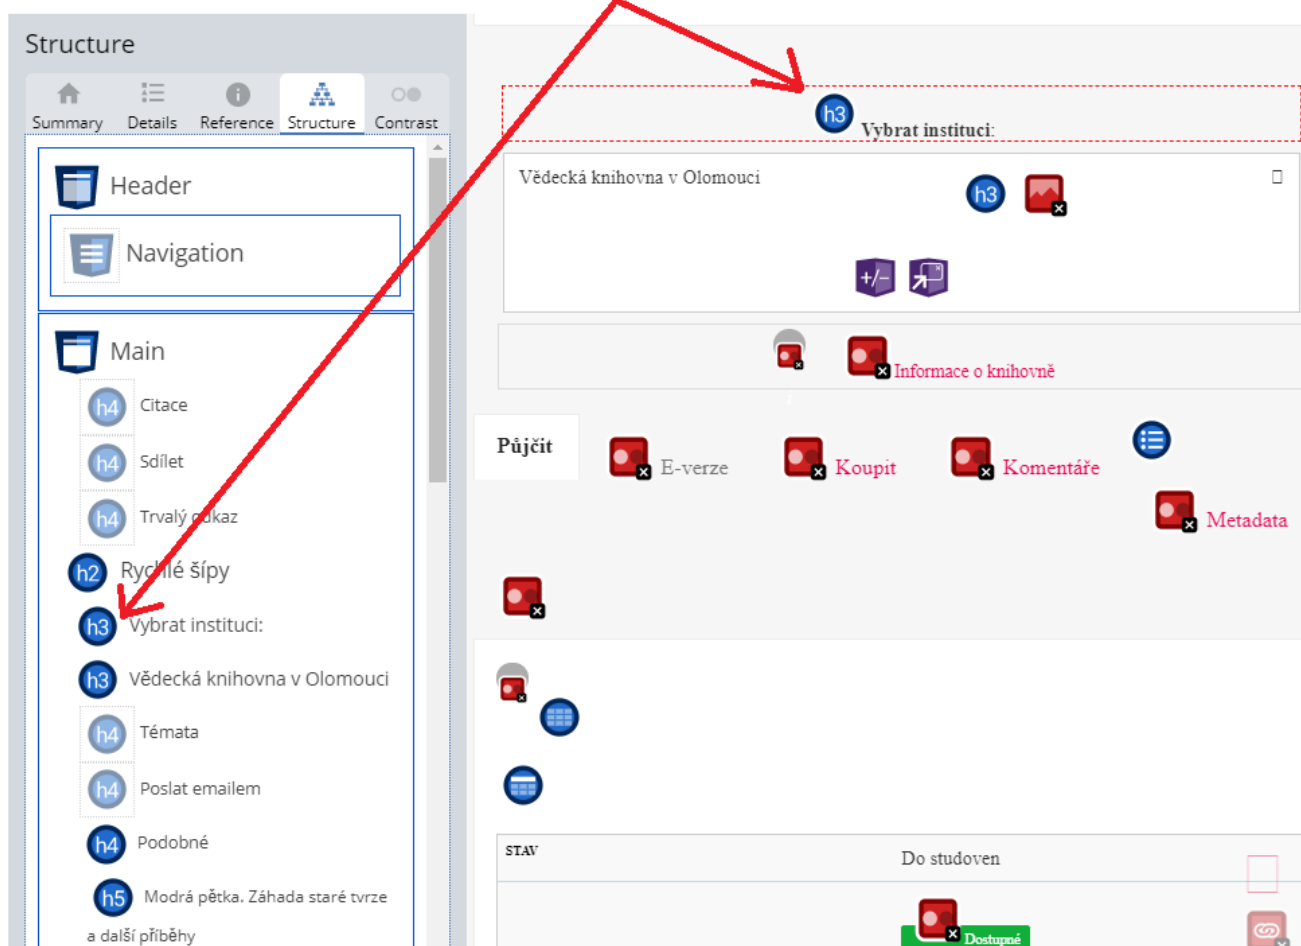 Structure
Summary
Details
Reference
Structure
Contrast
Header
Navigation
Main
h4 Citace
h4 Sdílet
h4 Trvalý odkaz
h2 Rychlé šípy
h3 Vybrat instituci:
h3 Vědecká knihovna v Olomouci
h4 Témata
h4 Poslat emailem
h4 Podobné
h5 Modrá pětka. Záhada staré tvrze
a další příběhy
h3 Vybrat instituci:
Vědecká knihovna v Olomouci
h3
+/-
Informace o knihovně
Půjčit
E-verze
Koupit
Komentáře
Metadata
STAV
Do studoven
Dostupné